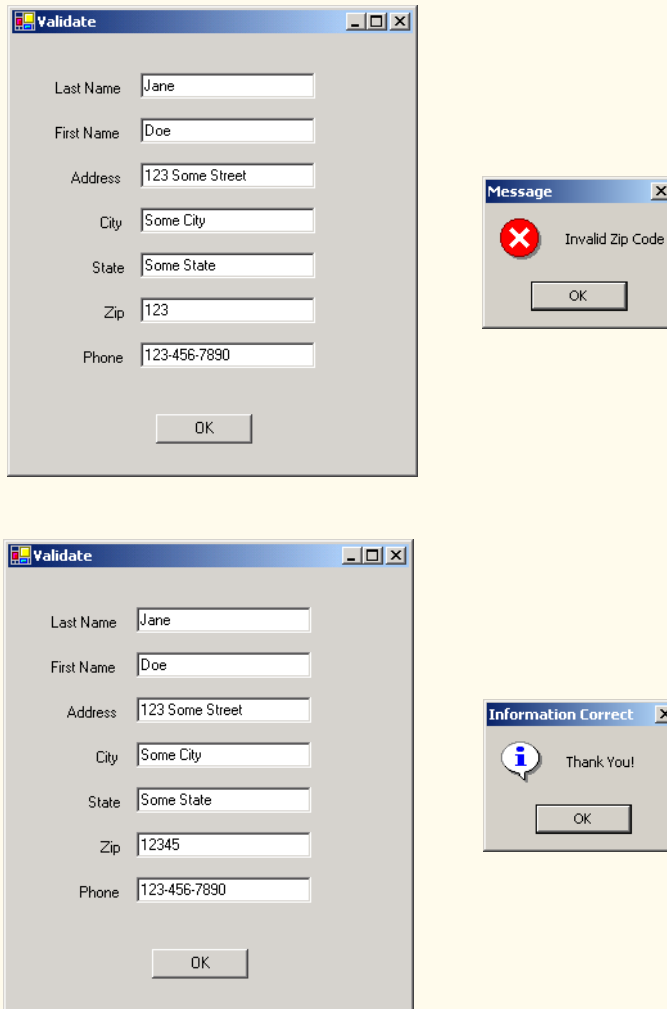 Validate
Last Name Jane
First Name Doe
Address 123 Some Street
City Some City
State Some State
Zip 123
Phone 123-456-7890
OK
Message
Invalid Zip Code
OK
Validate
Last Name Jane
First Name Doe
Address 123 Some Street
City Some City
State Some State
Zip 12345
Phone 123-456-7890
OK
Information Correct
Thank You!
OK